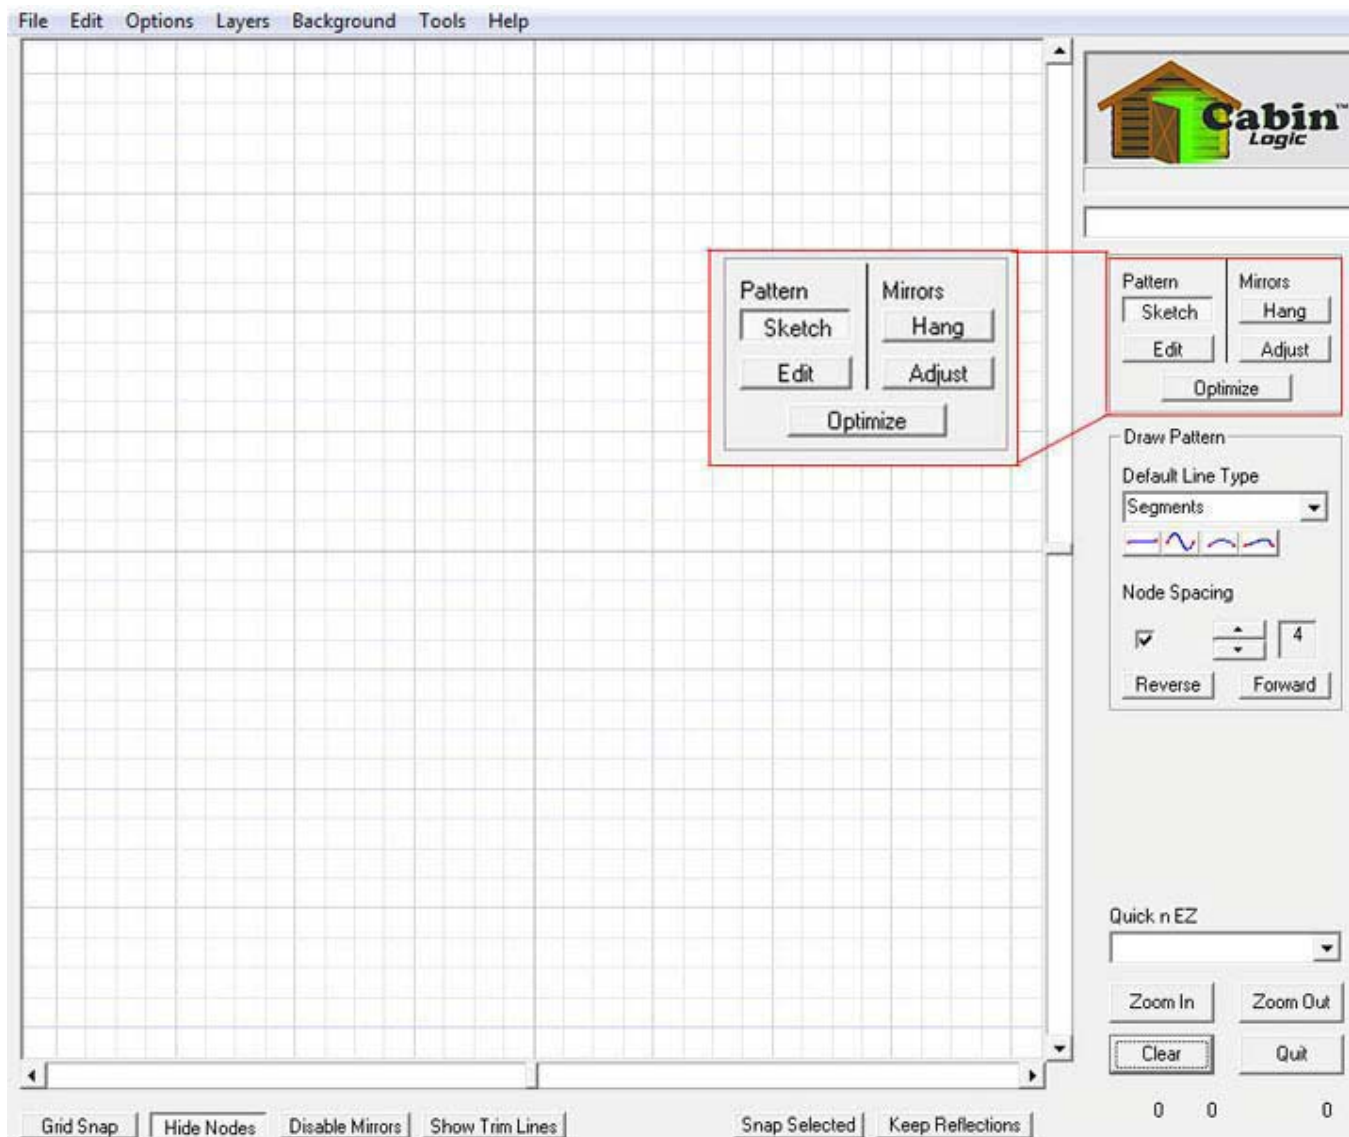 File Edit Options Layers Background Tools Help
Cabin™
Logic
Pattern Mirrors
Sketch Hang
Edit Adjust
Optimize
Pattern Mirrors
Sketch Hang
Edit Adjust
Optimize
Draw Pattern
Default Line Type
Segments
Node Spacing
4
Reverse Forward
Quick n EZ
Zoom In Zoom Out
Clear Quit
0 0 0
Grid Snap Hide Nodes Disable Mirrors Show Trim Lines Snap Selected Keep Reflections